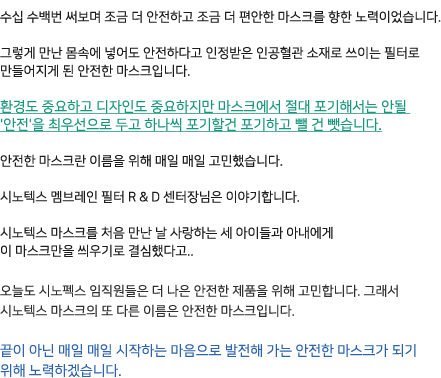 수십 수백번 써보며 조금 더 안전하고 조금 더 편안한 마스크를 향한 노력이었습니다.
그렇게 만난 몸속에 넣어도 안전하다고 인정받은 인공혈관 소재로 쓰이는 필터로
만들어지게 된 안전한 마스크입니다.
환경도 중요하고 디자인도 중요하지만 마스크에서 절대 포기해서는 안될
'안전'을 최우선으로 두고 하나씩 포기할건 포기하고 뺄 건 뺏습니다.
안전한 마스크란 이름을 위해 매일 매일 고민했습니다.
시노텍스 멤브레인 필터 R & D 센터장님은 이야기합니다.
시노텍스 마스크를 처음 만난 날 사랑하는 세 아이들과 아내에게
이 마스크만을 씌우기로 결심했다고..
오늘도 시노펙스 임직원들은 더 나은 안전한 제품을 위해 고민합니다. 그래서
시노텍스 마스크의 또 다른 이름은 안전한 마스크입니다.
끝이 아닌 매일 매일 시작하는 마음으로 발전해 가는 안전한 마스크가 되기
위해 노력하겠습니다.